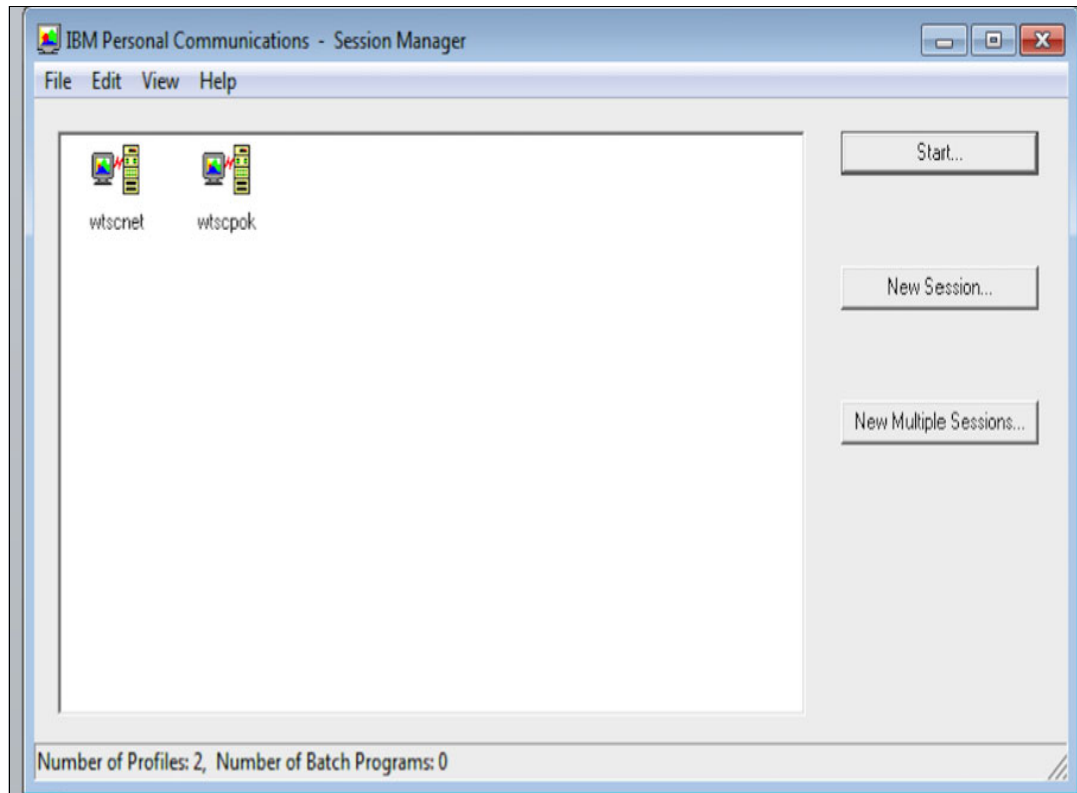 IBM Personal Communications - Session Manager
File Edit View Help
wtscnet wtscpok
Start...
New Session...
New Multiple Sessions...
Number of Profiles: 2, Number of Batch Programs: 0